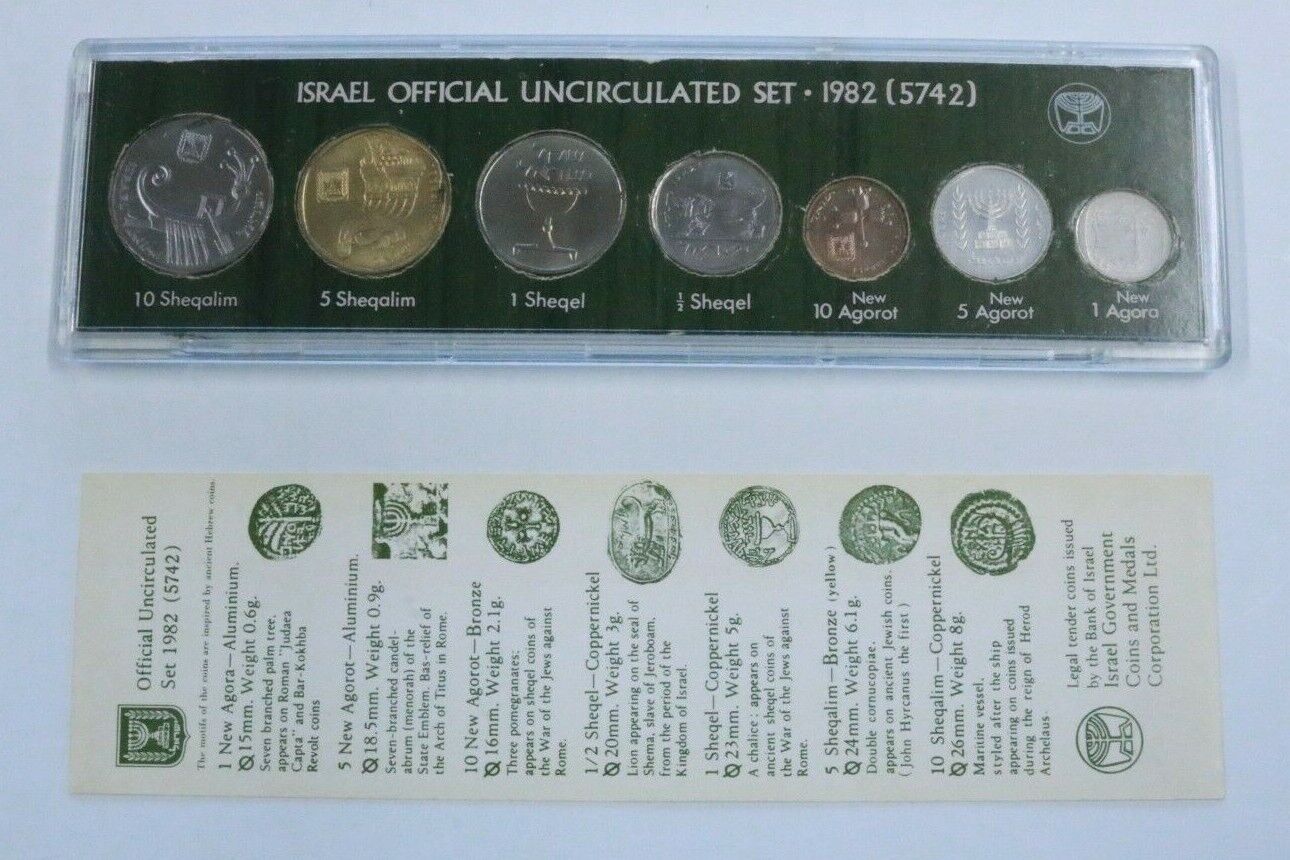 ISRAEL OFFICIAL UNCIRCULATED SET · 1982 (5742)
10 Sheqalim
5 Sheqalim
1 Sheqel
½ Sheqel
New
10 Agorot
New
5 Agorot
New
1 Agora
Official Uncirculated
Set 1982 (5742)
The motifs of the coins are inspired by ancient Hebrew coins.
1 New Agora—Aluminium.
Ø 15mm. Weight 0.6g.
Seven branched palm tree,
appears on Roman "Judaea
Capta" and Bar-Kokhba
Revolt coins
5 New Agorot—Aluminium.
Ø 18.5mm. Weight 0.9g.
Seven-branched candel-
abrum (menorah) of the
State Emblem. Bas-relief of
the Arch of Titus in Rome.
10 New Agorot—Bronze
Ø 16mm. Weight 2.1g.
Three pomegranates:
appears on sheqel coins of
the War of the Jews against
Rome.
1/2 Sheqel—Coppernickel
Ø 20mm. Weight 3g.
Lion appearing on the seal of
Shema, slave of Jeroboam,
from the period of the
Kingdom of Israel.
1 Sheqel—Coppernickel
Ø 23mm. Weight 5g.
A chalice: appears on
ancient sheqel coins of
the War of the Jews against
Rome.
5 Sheqalim—Bronze (yellow)
Ø 24mm. Weight 6.1g.
Double cornucopiae.
appears on ancient Jewish coins.
(John Hyrcanus the first)
10 Sheqalim—Coppernickel
Ø 26mm. Weight 8g.
Maritime vessel,
styled after the ship
appearing on coins issued
during the reign of Herod
Archelaus.
Legal tender coins issued
by the Bank of Israel
Israel Government
Coins and Medals
Corporation Ltd.